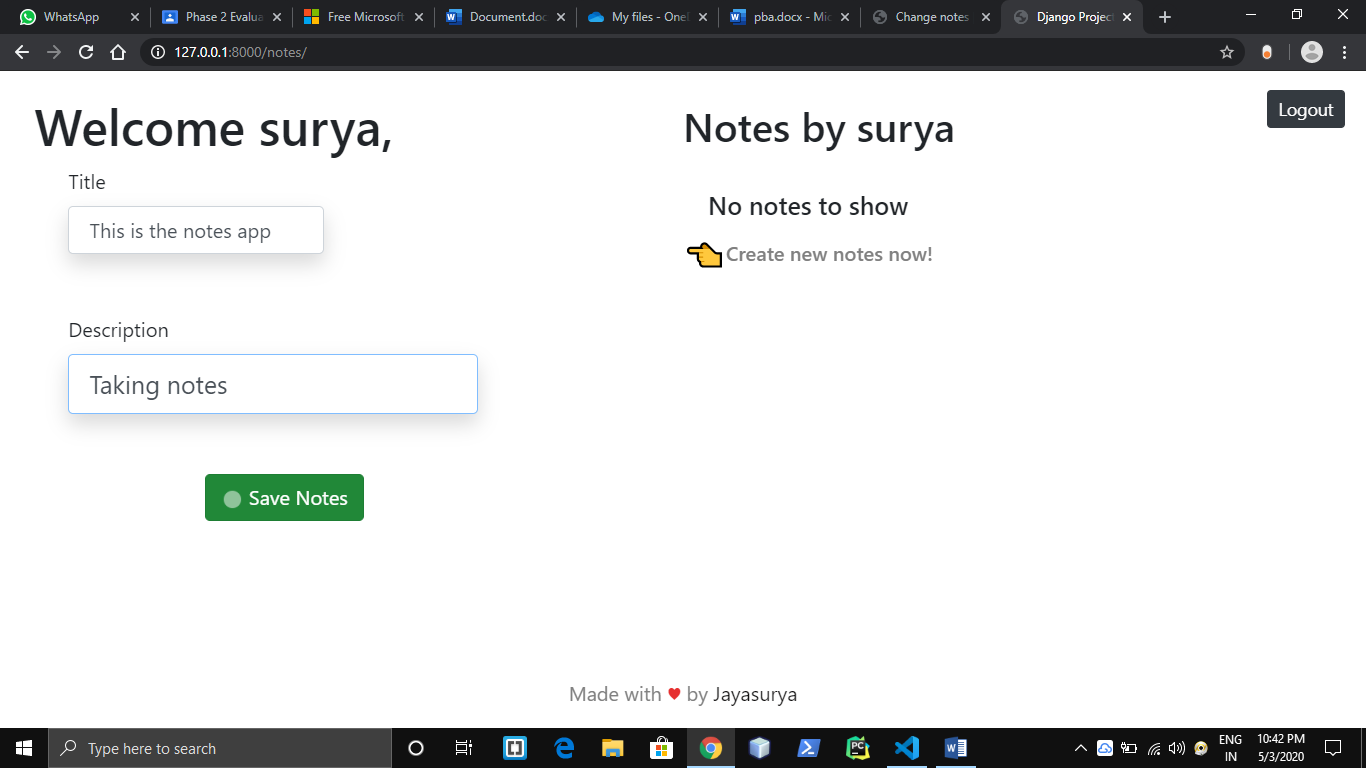 WhatsApp
Phase 2 Evalua
Free Microsoft
Document.doc
My files - One
pba.docx - Mic
Change notes
Django Project
127.0.0.1:8000/notes/
Logout
Welcome surya,
Notes by surya
Title
This is the notes app
No notes to show
Create new notes now!
Description
Taking notes
Save Notes
Made with ♥ by Jayasurya
Type here to search
ENG
IN
10:42 PM
5/3/2020